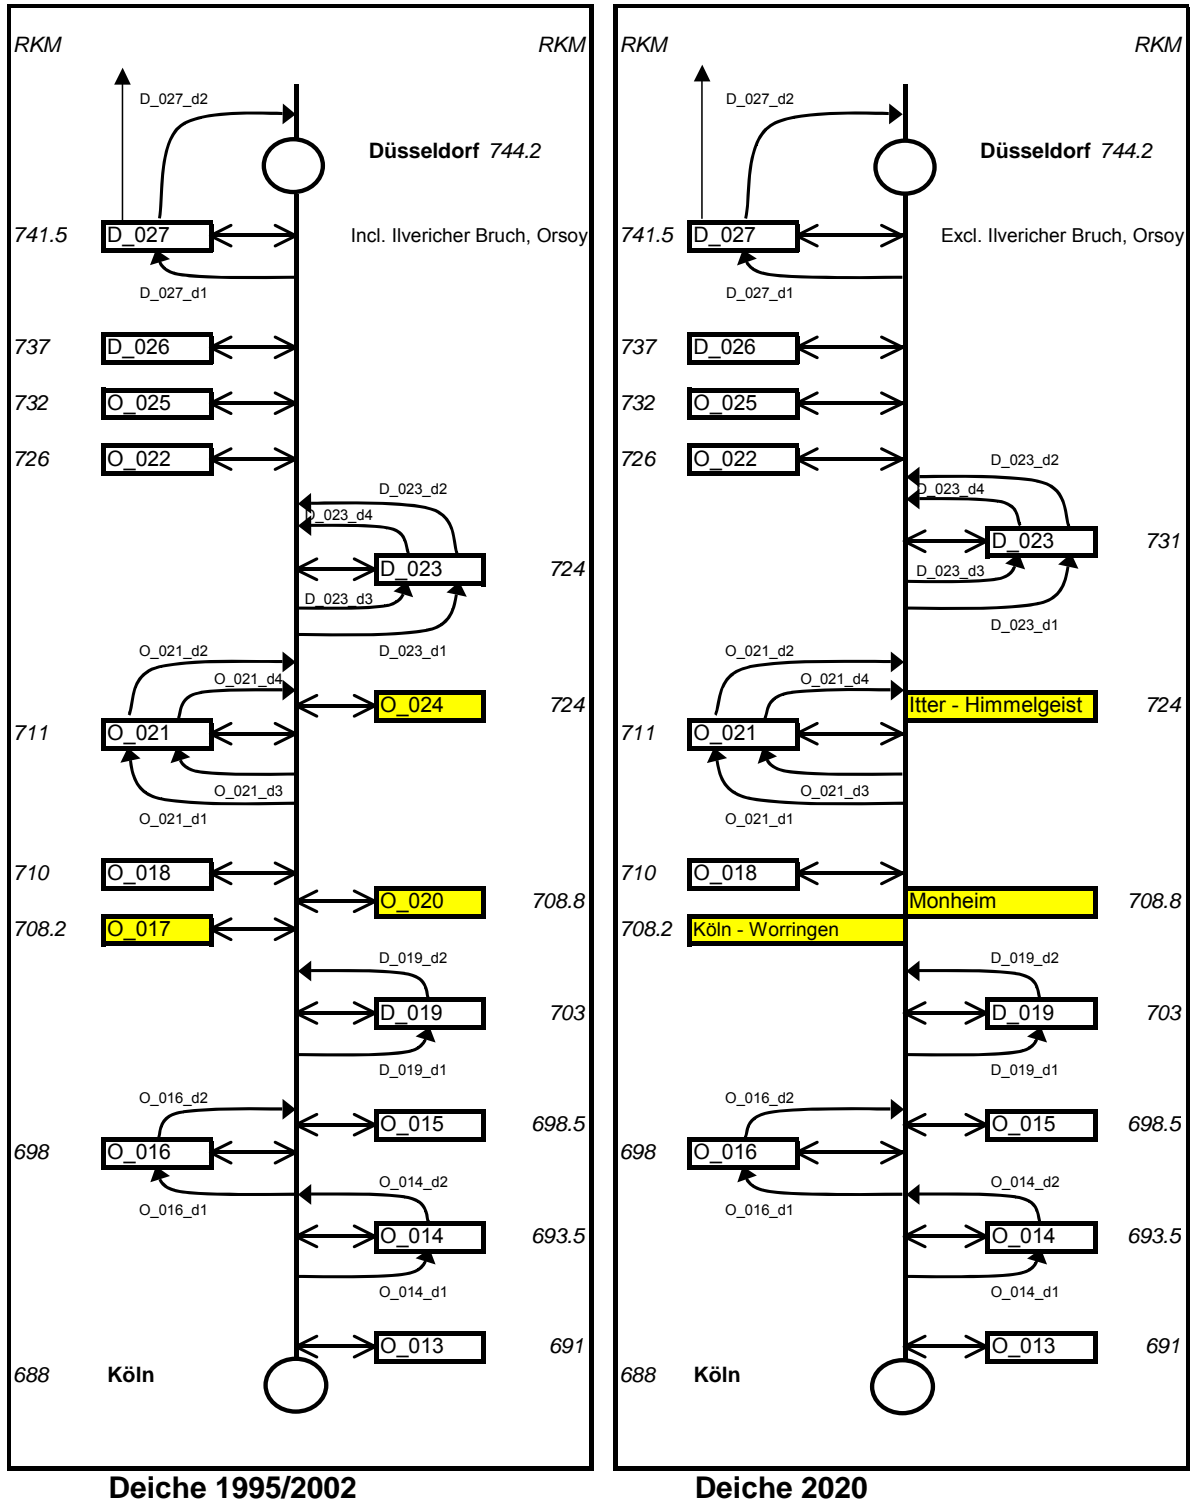 RKM
RKM
D_027_d2
Düsseldorf 744.2
741.5
D_027
Incl. Ilvericher Bruch, Orsoy
D_027_d1
737
D_026
732
O_025
726
O_022
D_023_d2
D_023_d4
D_023
724
D_023_d3
D_023_d1
O_021_d2
O_021_d4
O_024
724
711
O_021
O_021_d3
O_021_d1
710
O_018
O_020
708.8
708.2
O_017
D_019_d2
D_019
703
D_019_d1
O_016_d2
O_015
698.5
698
O_016
O_014_d2
O_016_d1
O_014
693.5
O_014_d1
O_013
691
688
Köln
Deiche 1995/2002
RKM
RKM
D_027_d2
Düsseldorf 744.2
741.5
D_027
Excl. Ilvericher Bruch, Orsoy
D_027_d1
737
D_026
732
O_025
726
O_022
D_023_d2
D_023_d4
D_023
731
D_023_d3
D_023_d1
O_021_d2
O_021_d4
Itter - Himmelgeist
724
711
O_021
O_021_d3
O_021_d1
710
O_018
Monheim
708.8
708.2
Köln - Worringen
D_019_d2
D_019
703
D_019_d1
O_016_d2
O_015
698.5
698
O_016
O_014_d2
O_016_d1
O_014
693.5
O_014_d1
O_013
691
688
Köln
Deiche 2020